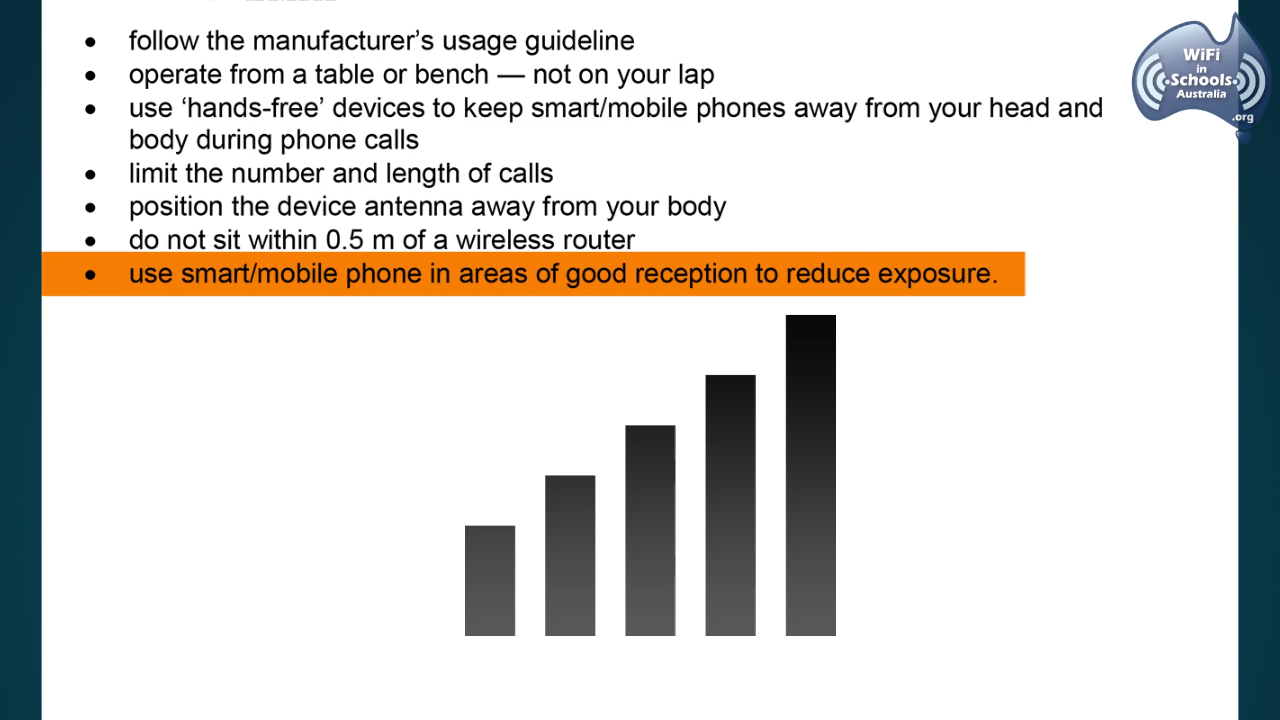 • follow the manufacturer’s usage guideline
• operate from a table or bench — not on your lap
• use ‘hands-free’ devices to keep smart/mobile phones away from your head and
body during phone calls
• limit the number and length of calls
• position the device antenna away from your body
• do not sit within 0.5 m of a wireless router
• use smart/mobile phone in areas of good reception to reduce exposure.
WiFi
in
Schools
Australia
.org